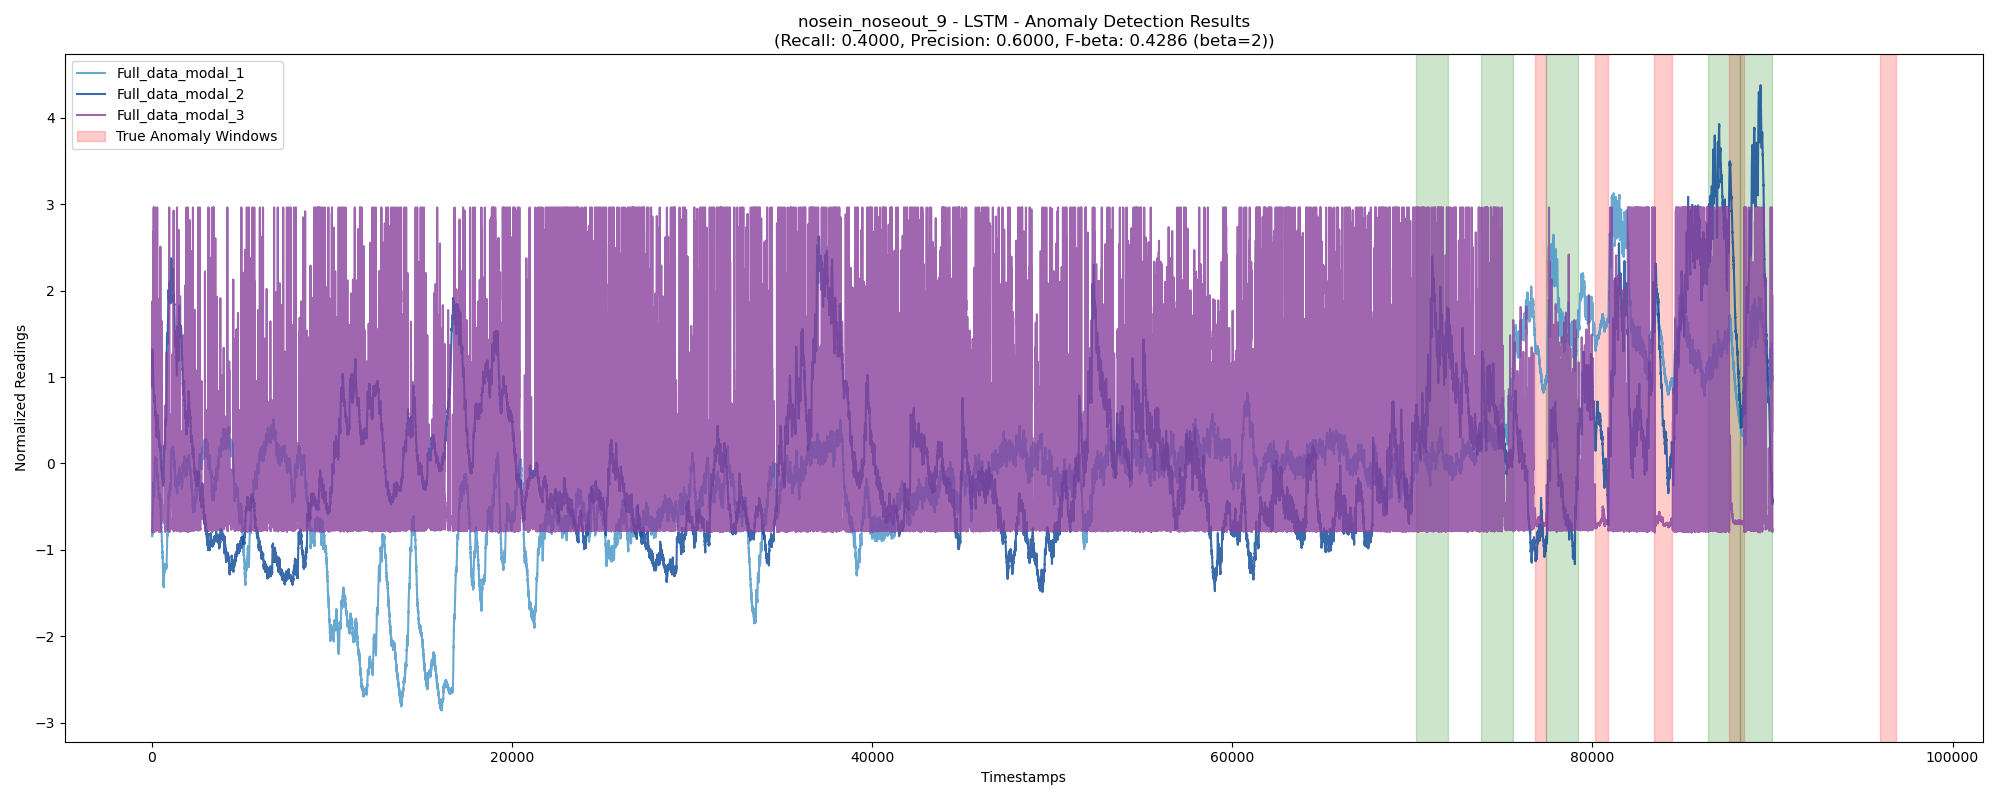 nosein_noseout_9 - LSTM - Anomaly Detection Results
(Recall: 0.4000, Precision: 0.6000, F-beta: 0.4286 (beta=2))
Full_data_modal_1
Full_data_modal_2
Full_data_modal_3
True Anomaly Windows
Normalized Readings
4
3
2
1
0
−1
−2
−3
0
20000
40000
60000
80000
100000
Timestamps